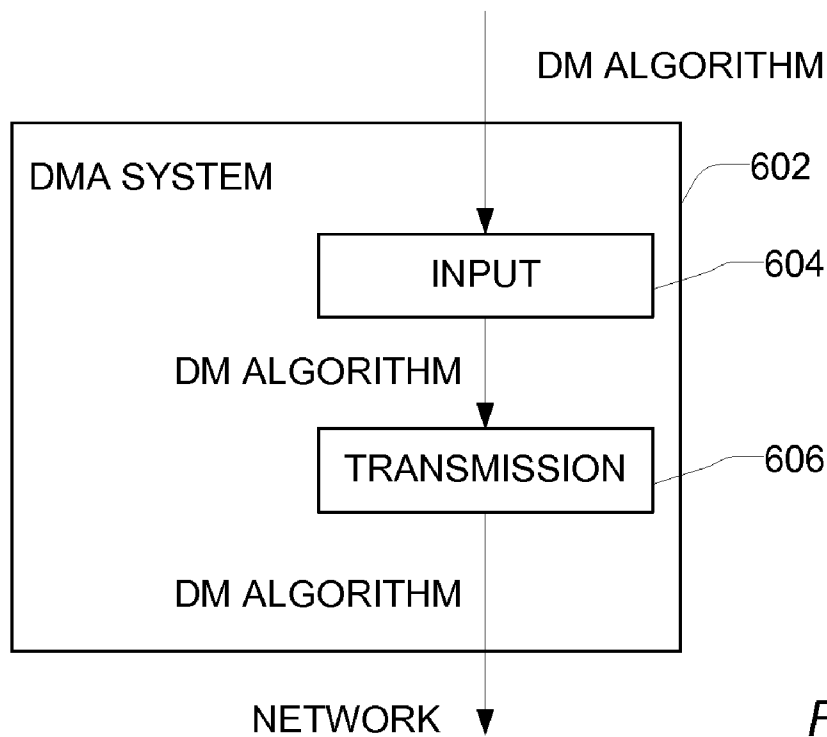 DM ALGORITHM
DMA SYSTEM
602
INPUT
604
DM ALGORITHM
TRANSMISSION
606
DM ALGORITHM
NETWORK
F